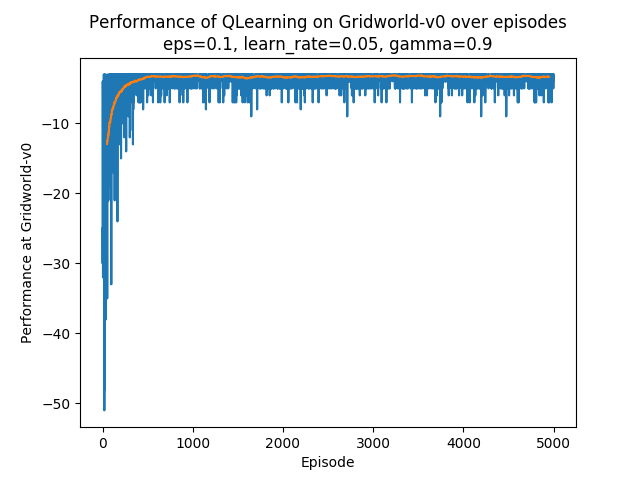 Performance of QLearning on Gridworld-v0 over episodes
eps=0.1, learn_rate=0.05, gamma=0.9
Performance at Gridworld-v0
−10
−20
−30
−40
−50
0
1000
2000
3000
4000
5000
Episode